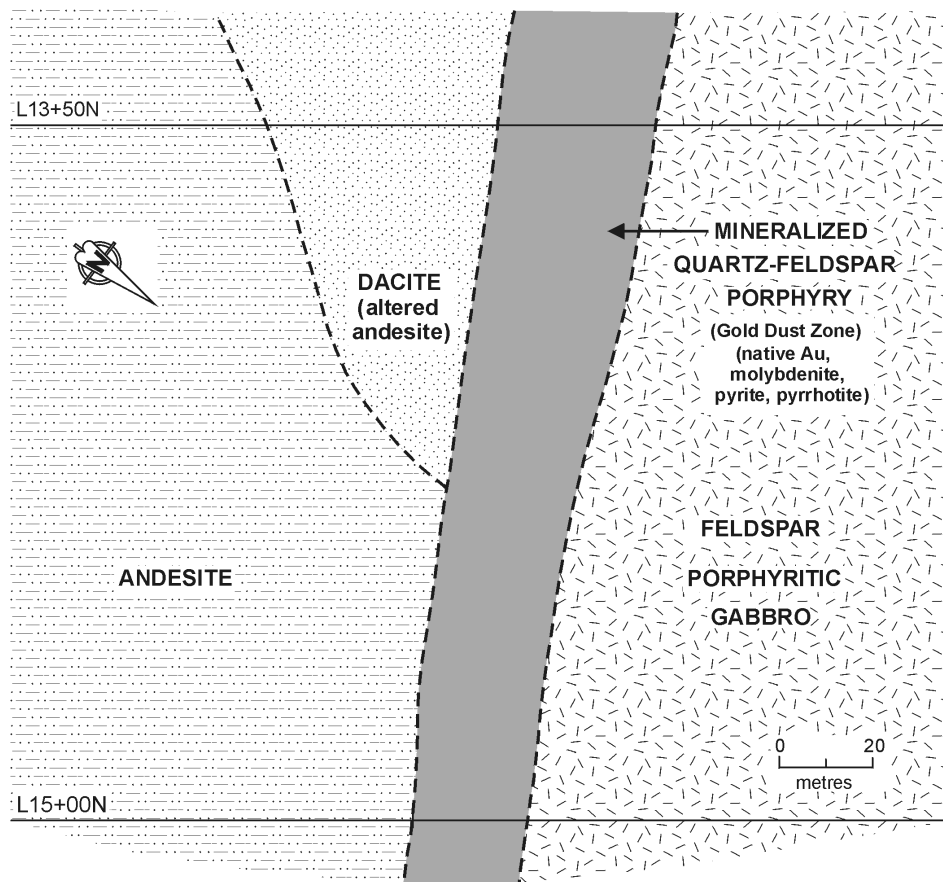 L13+50N
N
DACITE
(altered
andesite)
MINERALIZED
QUARTZ-FELDSPAR
PORPHYRY
(Gold Dust Zone)
(native Au,
molybdenite,
pyrite, pyrrhotite)
ANDESITE
FELDSPAR
PORPHYRITIC
GABBRO
0 20
metres
L15+00N